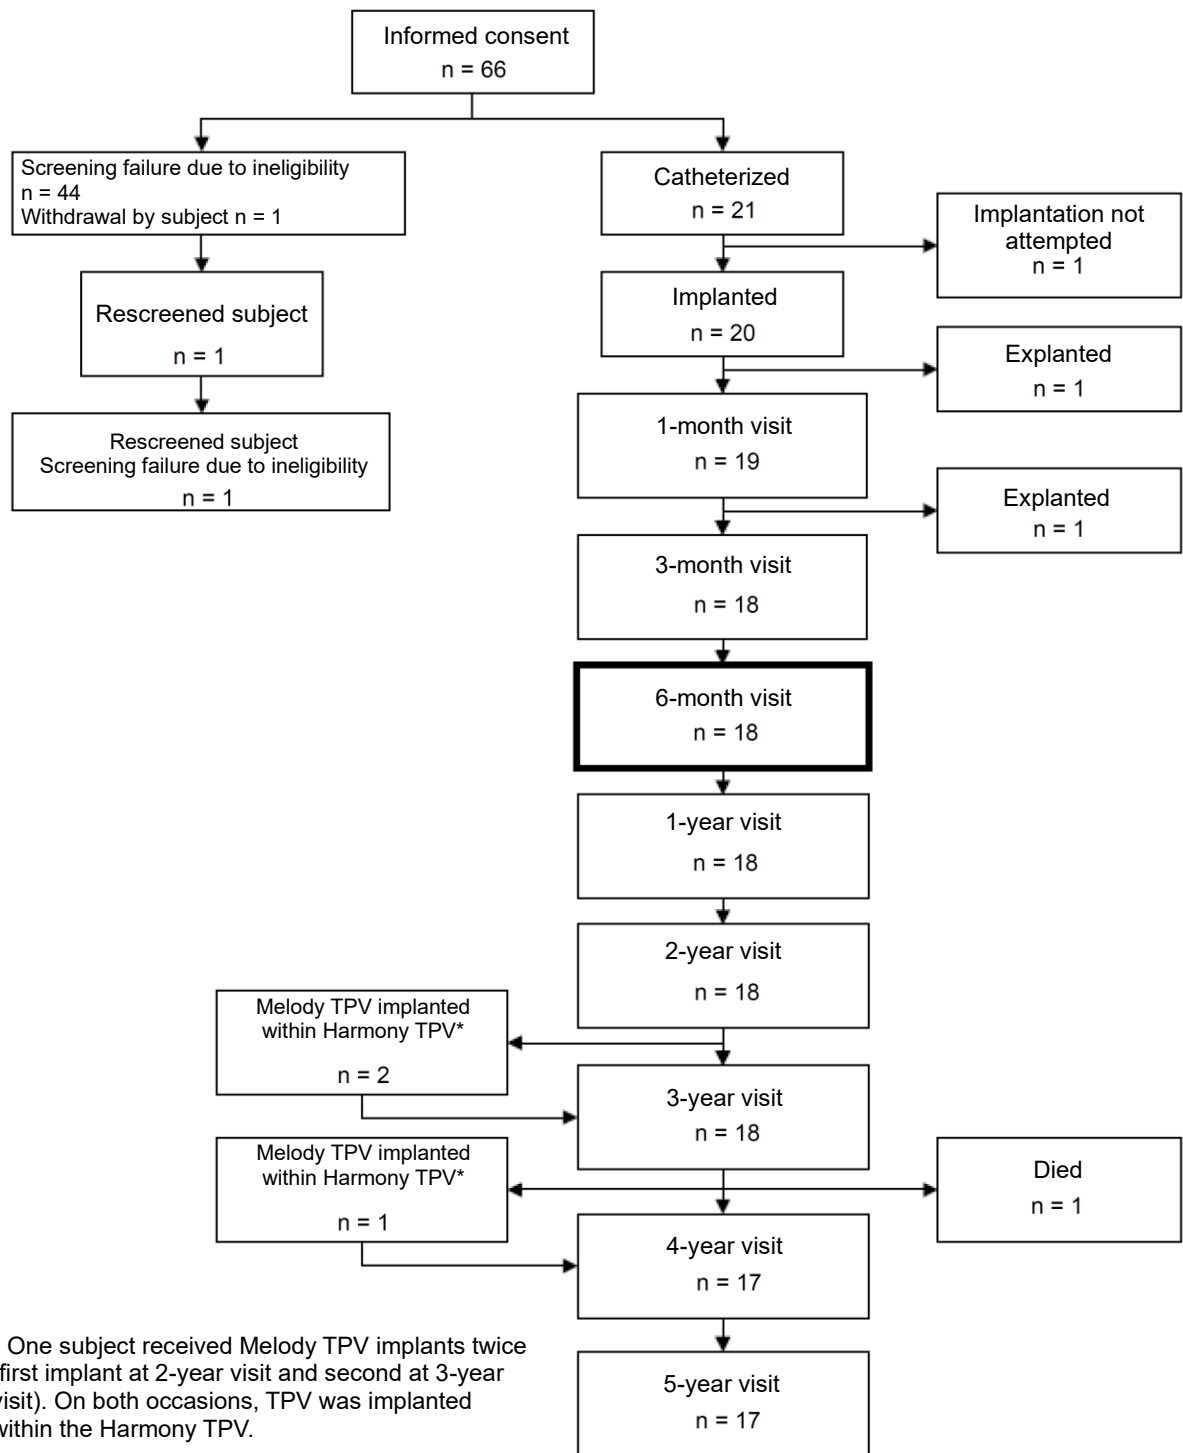 Informed consent
n = 66
Screening failure due to ineligibility
n = 44
Withdrawal by subject n = 1
Catheterized
n = 21
Implantation not
attempted
n = 1
Rescreened subject
n = 1
Implanted
n = 20
Explanted
n = 1
Rescreened subject
Screening failure due to ineligibility
n = 1
1-month visit
n = 19
Explanted
n = 1
3-month visit
n = 18
6-month visit
n = 18
1-year visit
n = 18
2-year visit
n = 18
Melody TPV implanted
within Harmony TPV*
n = 2
3-year visit
n = 18
Melody TPV implanted
within Harmony TPV*
n = 1
Died
n = 1
4-year visit
n = 17
One subject received Melody TPV implants twice
first implant at 2-year visit and second at 3-year
visit). On both occasions, TPV was implanted
within the Harmony TPV.
5-year visit
n = 17